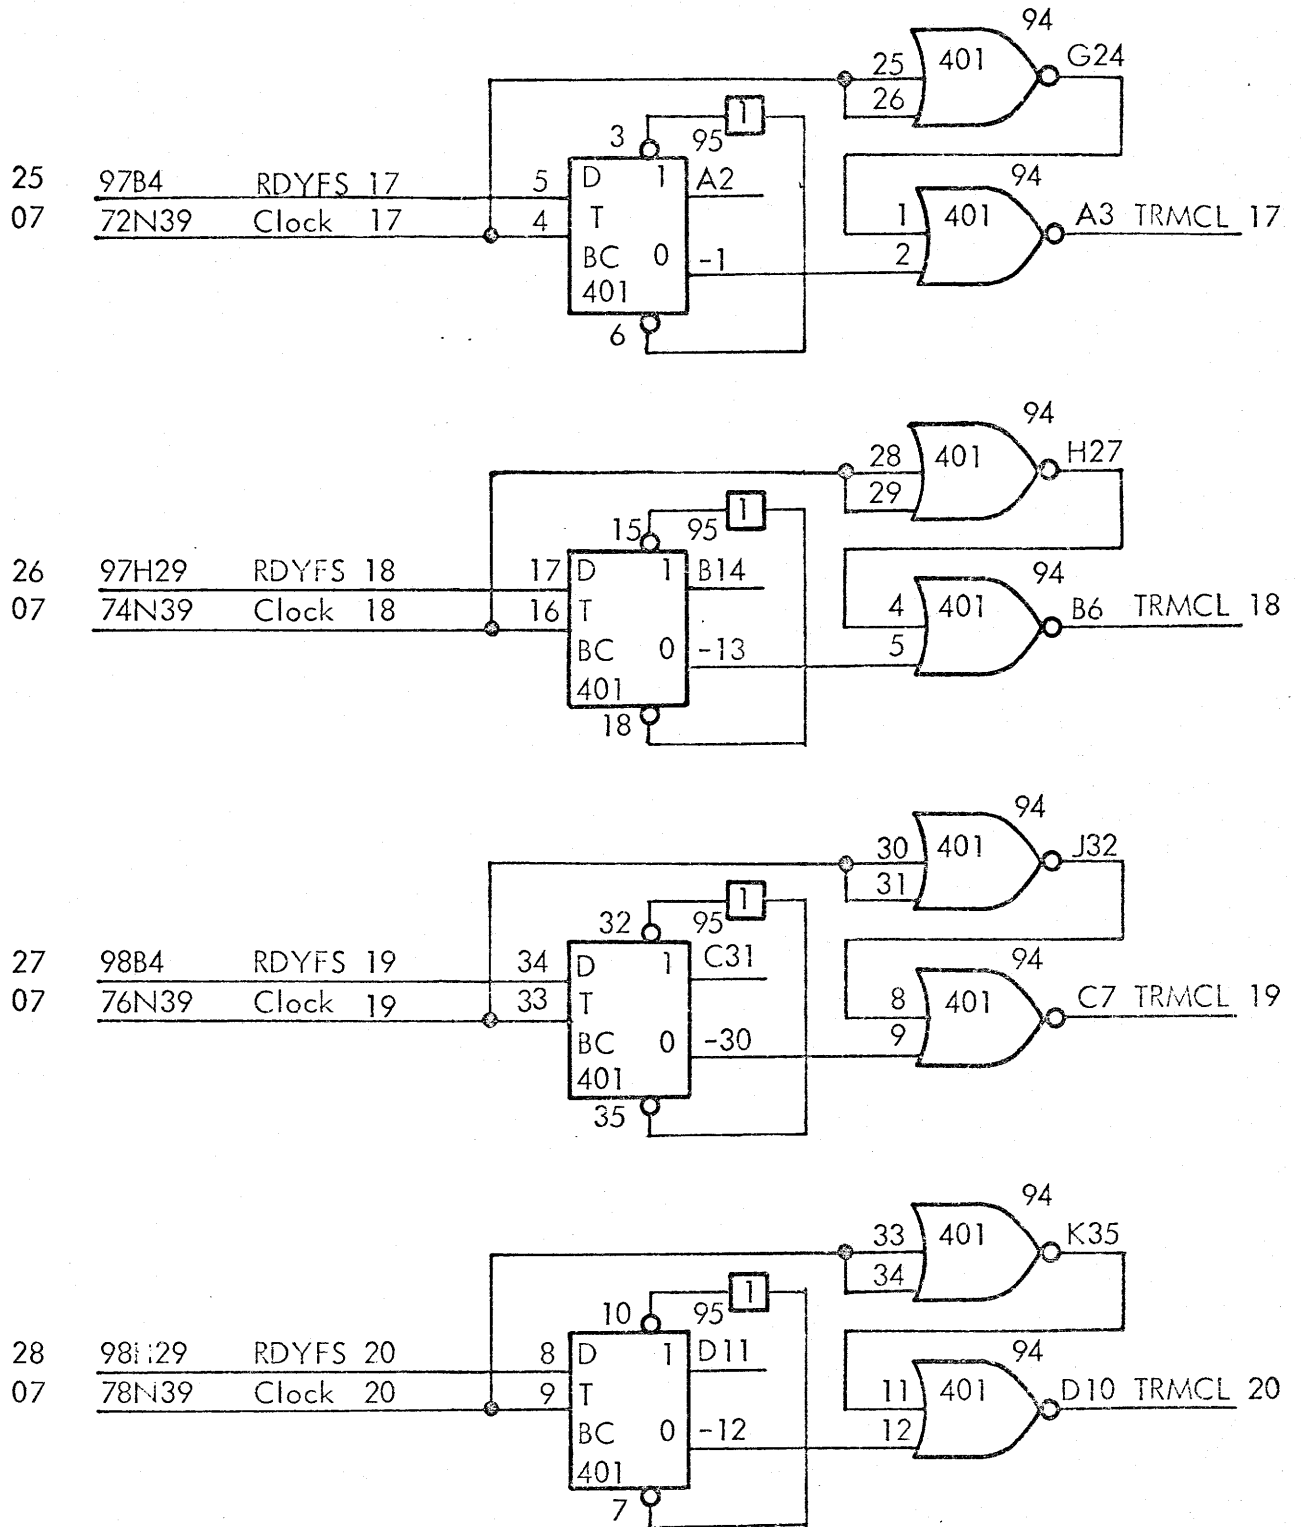 94
25 401 G24
26
3 1
95 94
25 97B4 RDYFS 17 5 D 1 A2
07 72N39 Clock 17 4 T 1 401 A3 TRMCL 17
BC 0 -1 2
401
6
94
28 401 H27
29
15 1
95 94
26 97H29 RDYFS 18 17 D 1 B14
07 74N39 Clock 18 16 T 4 401 B6 TRMCL 18
BC 0 -13 5
401
18
94
30 401 J32
31
32 1
95 94
27 98B4 RDYFS 19 34 D 1 C31
07 76N39 Clock 19 33 T 8 401 C7 TRMCL 19
BC 0 -30 9
401
35
94
33 401 K35
34
10 1
95 94
28 98H29 RDYFS 20 8 D 1 D11
07 78N39 Clock 20 9 T 11 401 D10 TRMCL 20
BC 0 -12 12
401
7